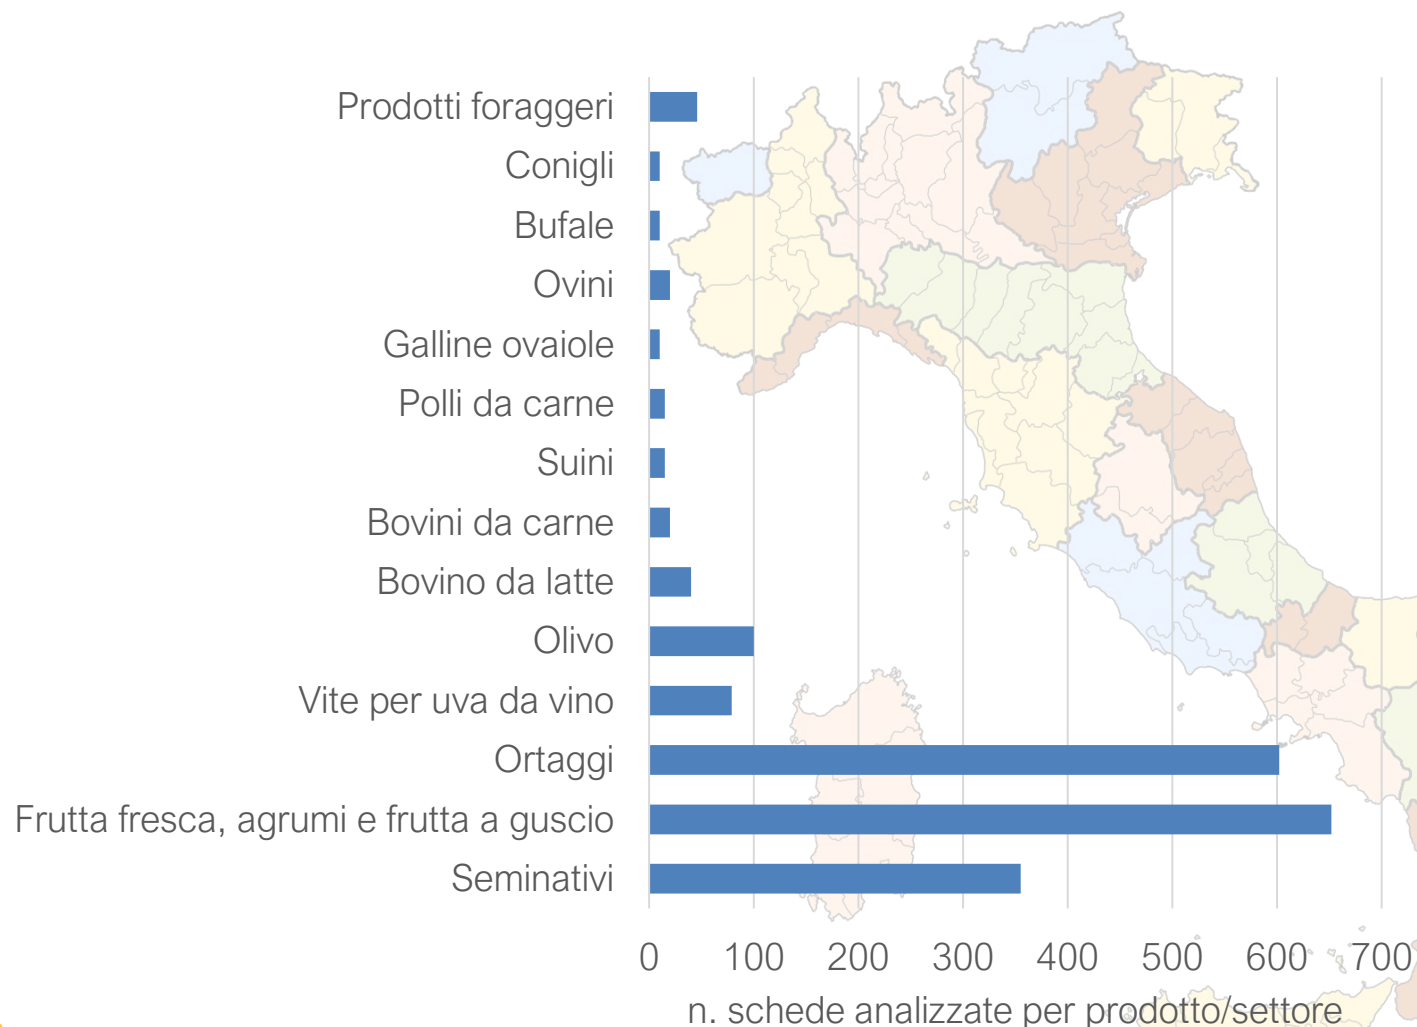 Prodotti foraggeri
Conigli
Bufale
Ovini
Galline ovaiole
Polli da carne
Suini
Bovini da carne
Bovino da latte
Olivo
Vite per uva da vino
Ortaggi
Frutta fresca, agrumi e frutta a guscio
Seminativi
0 100 200 300 400 500 600 700
n. schede analizzate per prodotto/settore